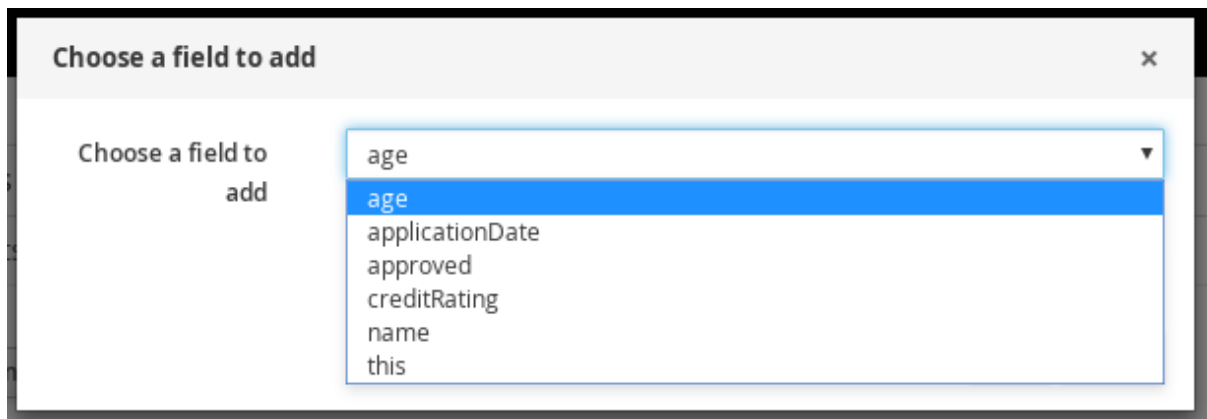 Choose a field to add
×
Choose a field to
add
age
age
applicationDate
approved
creditRating
name
this